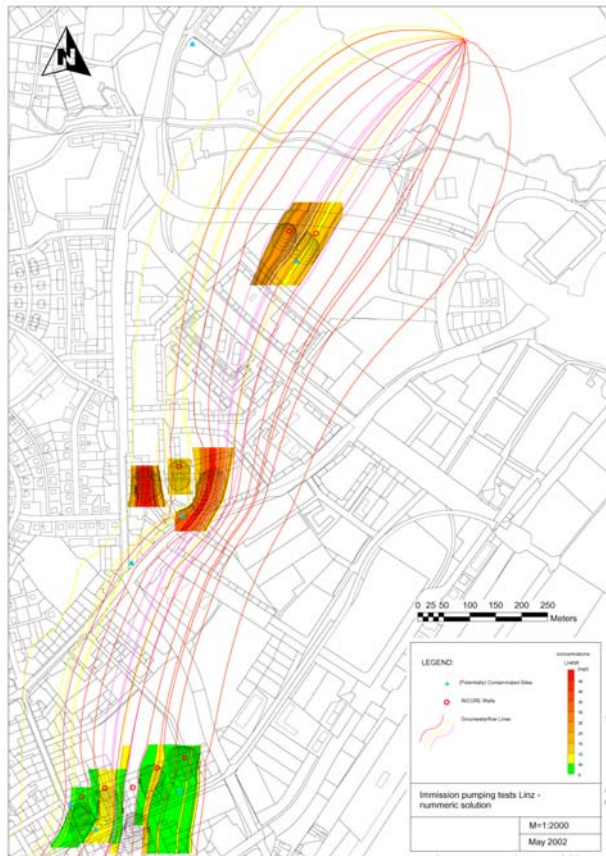 N
0 25 50 100 150 200 250
Meters
LEGEND:
(Potentially) Contaminated Sites
INCORE Wells
Groundwaterflow Lines
concentrations
Immission pumping tests Linz -
nummeric solution
M=1:2000
May 2002